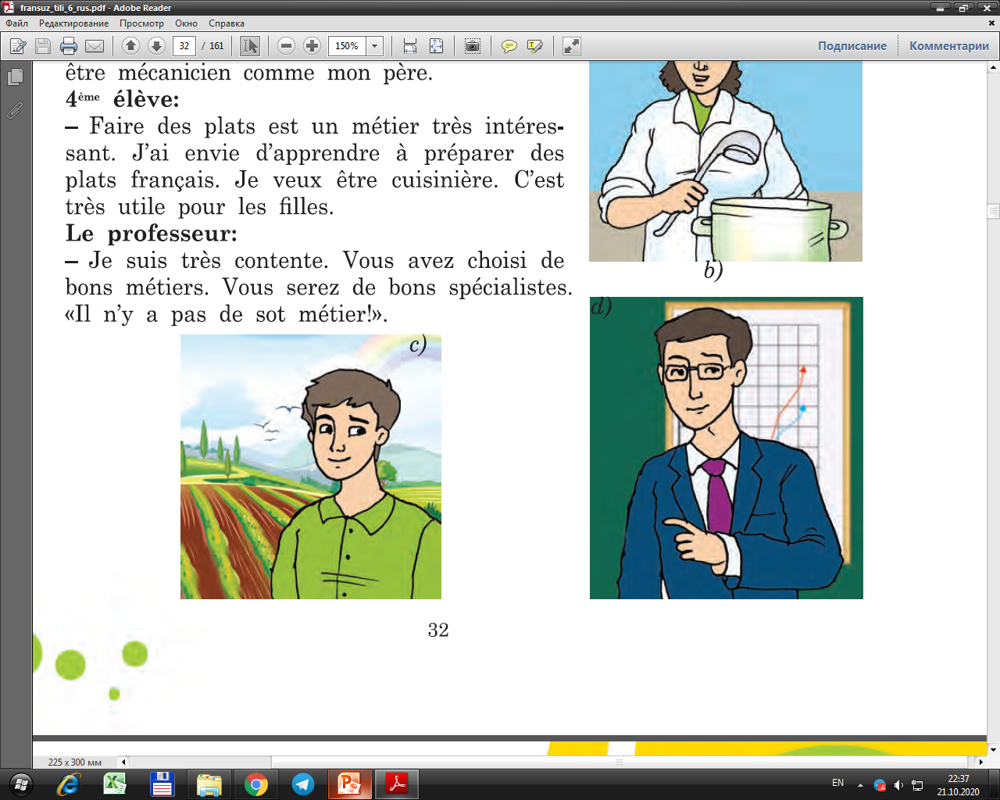 fransuz_tili_6_rus.pdf - Adobe Reader
Файл Редактирование Просмотр Окно Справка
32 / 161 150% Подписание Комментарии
être mécanicien comme mon père.
4ème élève:
– Faire des plats est un métier très intéres-
sant. J'ai envie d'apprendre à préparer des
plats français. Je veux être cuisinière. C'est
très utile pour les filles.
Le professeur:
– Je suis très contente. Vous avez choisi de
bons métiers. Vous serez de bons spécialistes.
«Il n'y a pas de sot métier!».
b)
d)
c)
32
225 x 300 мм
EN 22:37
21.10.2020